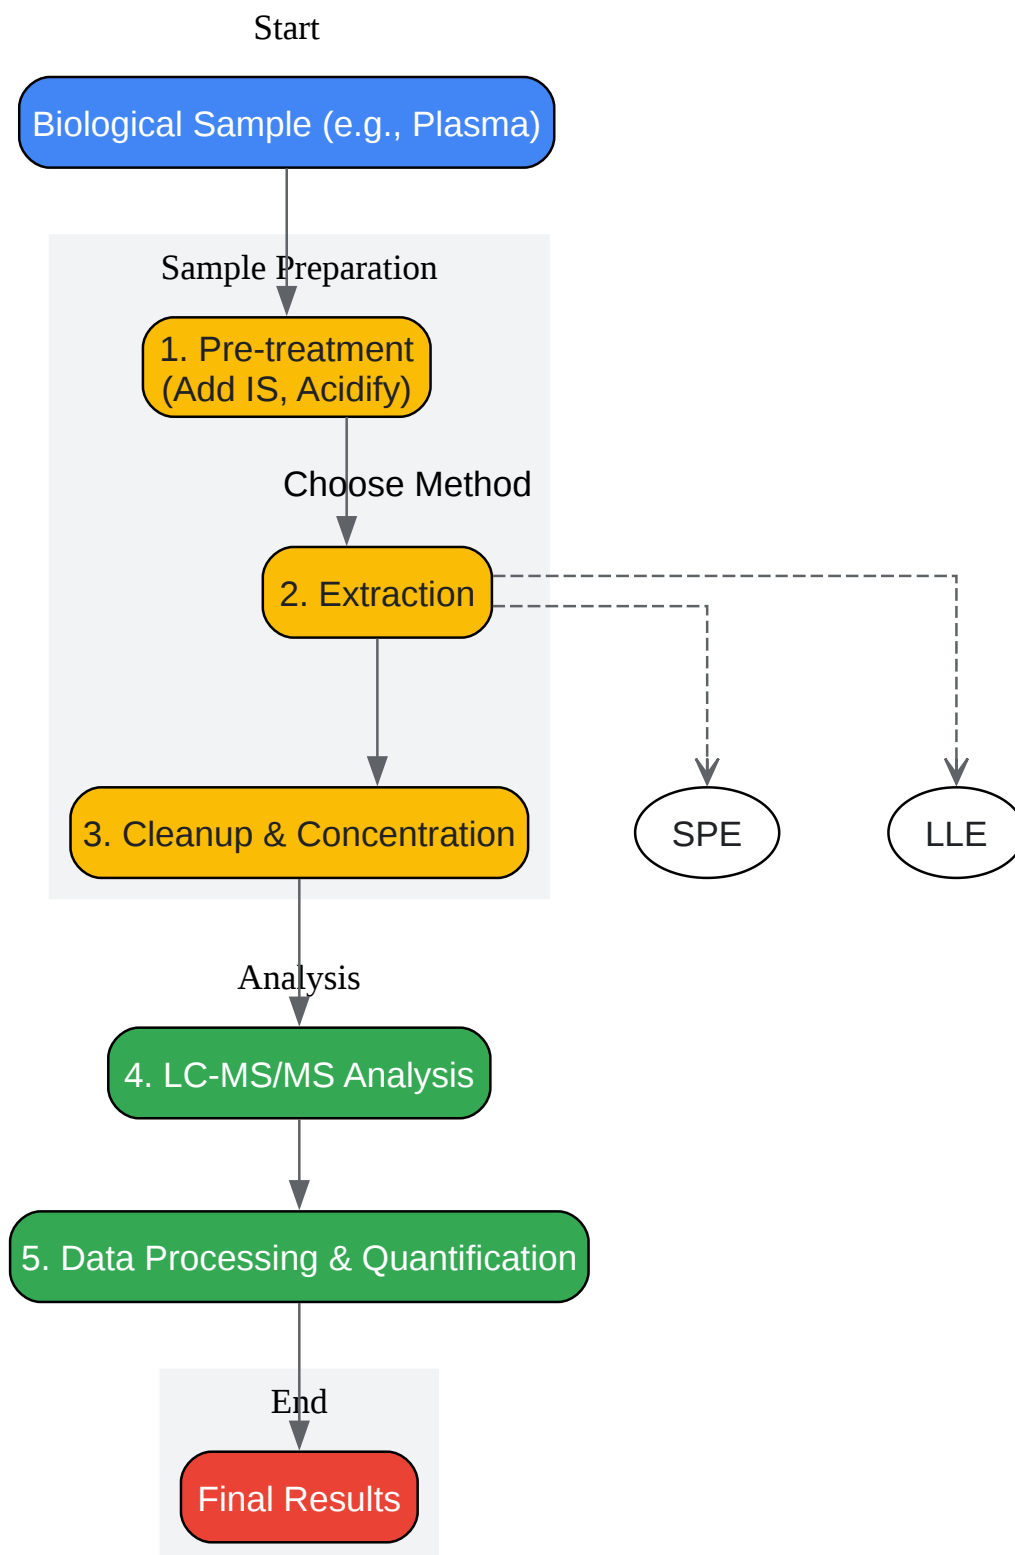 Start
Biological Sample (e.g., Plasma)
Sample Preparation
1. Pre-treatment
(Add IS, Acidify)
Choose Method
2. Extraction
3. Cleanup & Concentration
SPE
LLE
Analysis
4. LC-MS/MS Analysis
5. Data Processing & Quantification
End
Final Results